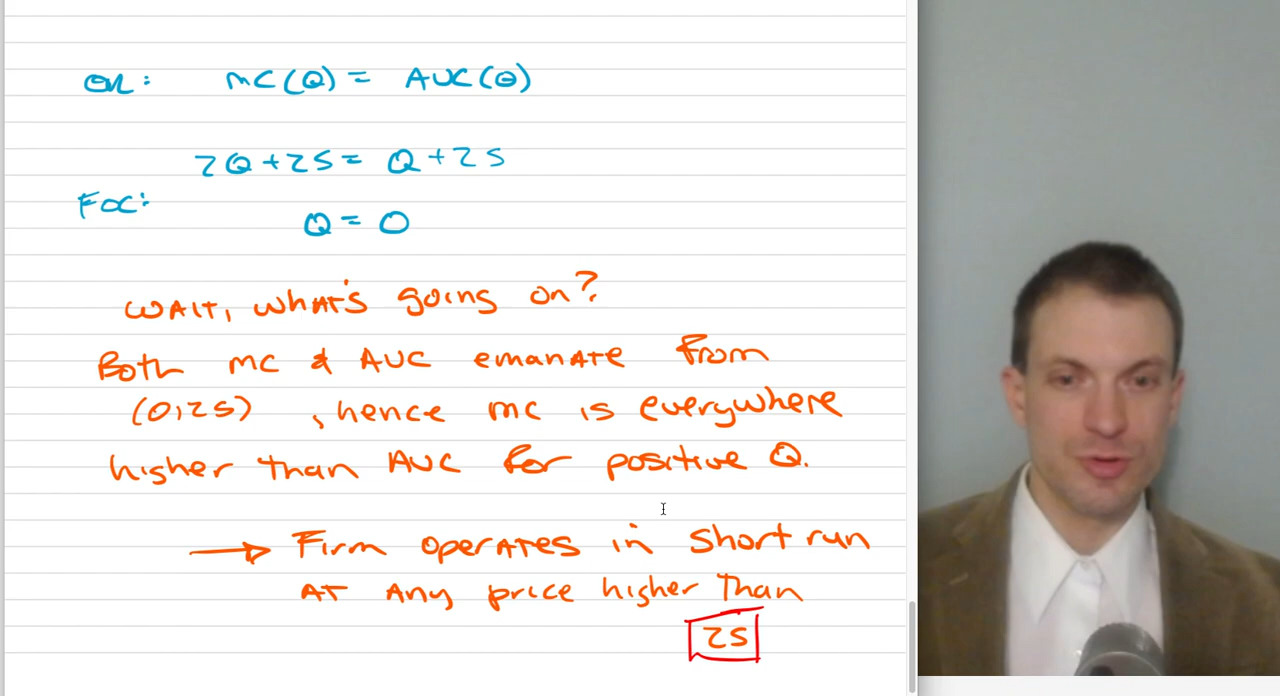 OR: MC(Q) = AVC(Q)
2Q+25= Q+25
FOC:
Q=0
WAIT, what's going on?
Both MC & AVC emanate from
(0,25) , hence MC is everywhere
higher than AVC for positive Q.
→ Firm operates in short run
AT Any price higher than
25